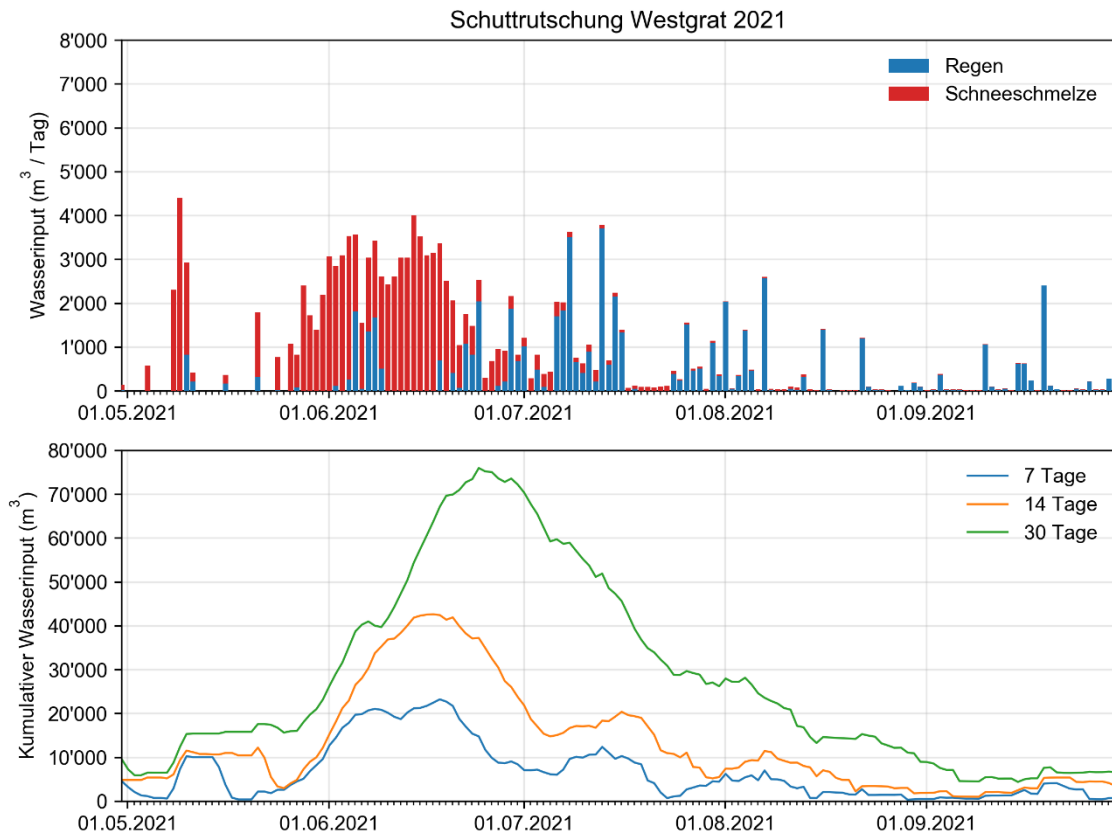 Schuttrutschung Westgrat 2021
Wasserinput (m³ / Tag)
8'000
7'000
6'000
5'000
4'000
3'000
2'000
1'000
0
Regen
Schneeschmelze
01.05.2021 01.06.2021 01.07.2021 01.08.2021 01.09.2021
Kumulativer Wasserinput (m³)
80'000
70'000
60'000
50'000
40'000
30'000
20'000
10'000
0
7 Tage
14 Tage
30 Tage
01.05.2021 01.06.2021 01.07.2021 01.08.2021 01.09.2021